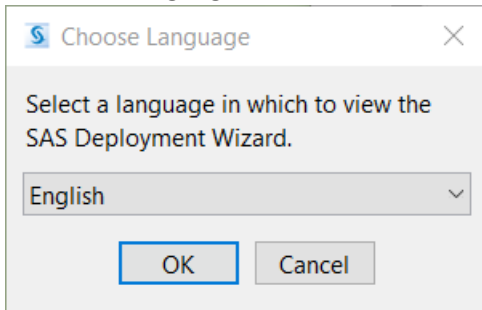 Choose Language
Select a language in which to view the
SAS Deployment Wizard.
English
OK
Cancel